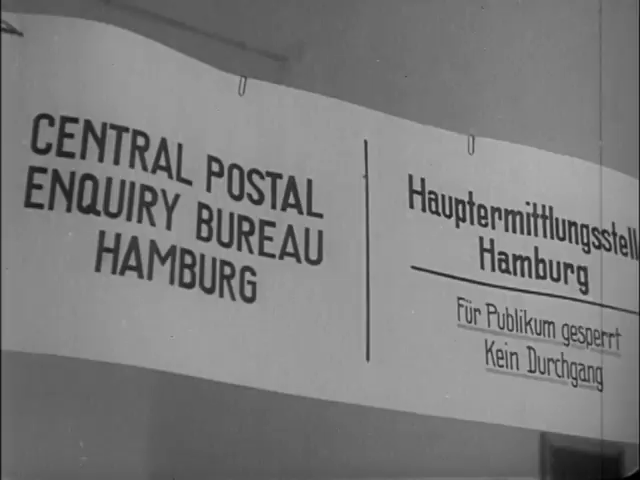 CENTRAL POSTAL
ENQUIRY BUREAU
HAMBURG
Hauptermittlungsstell
Hamburg
Für Publikum gesperrt
Kein Durchgang